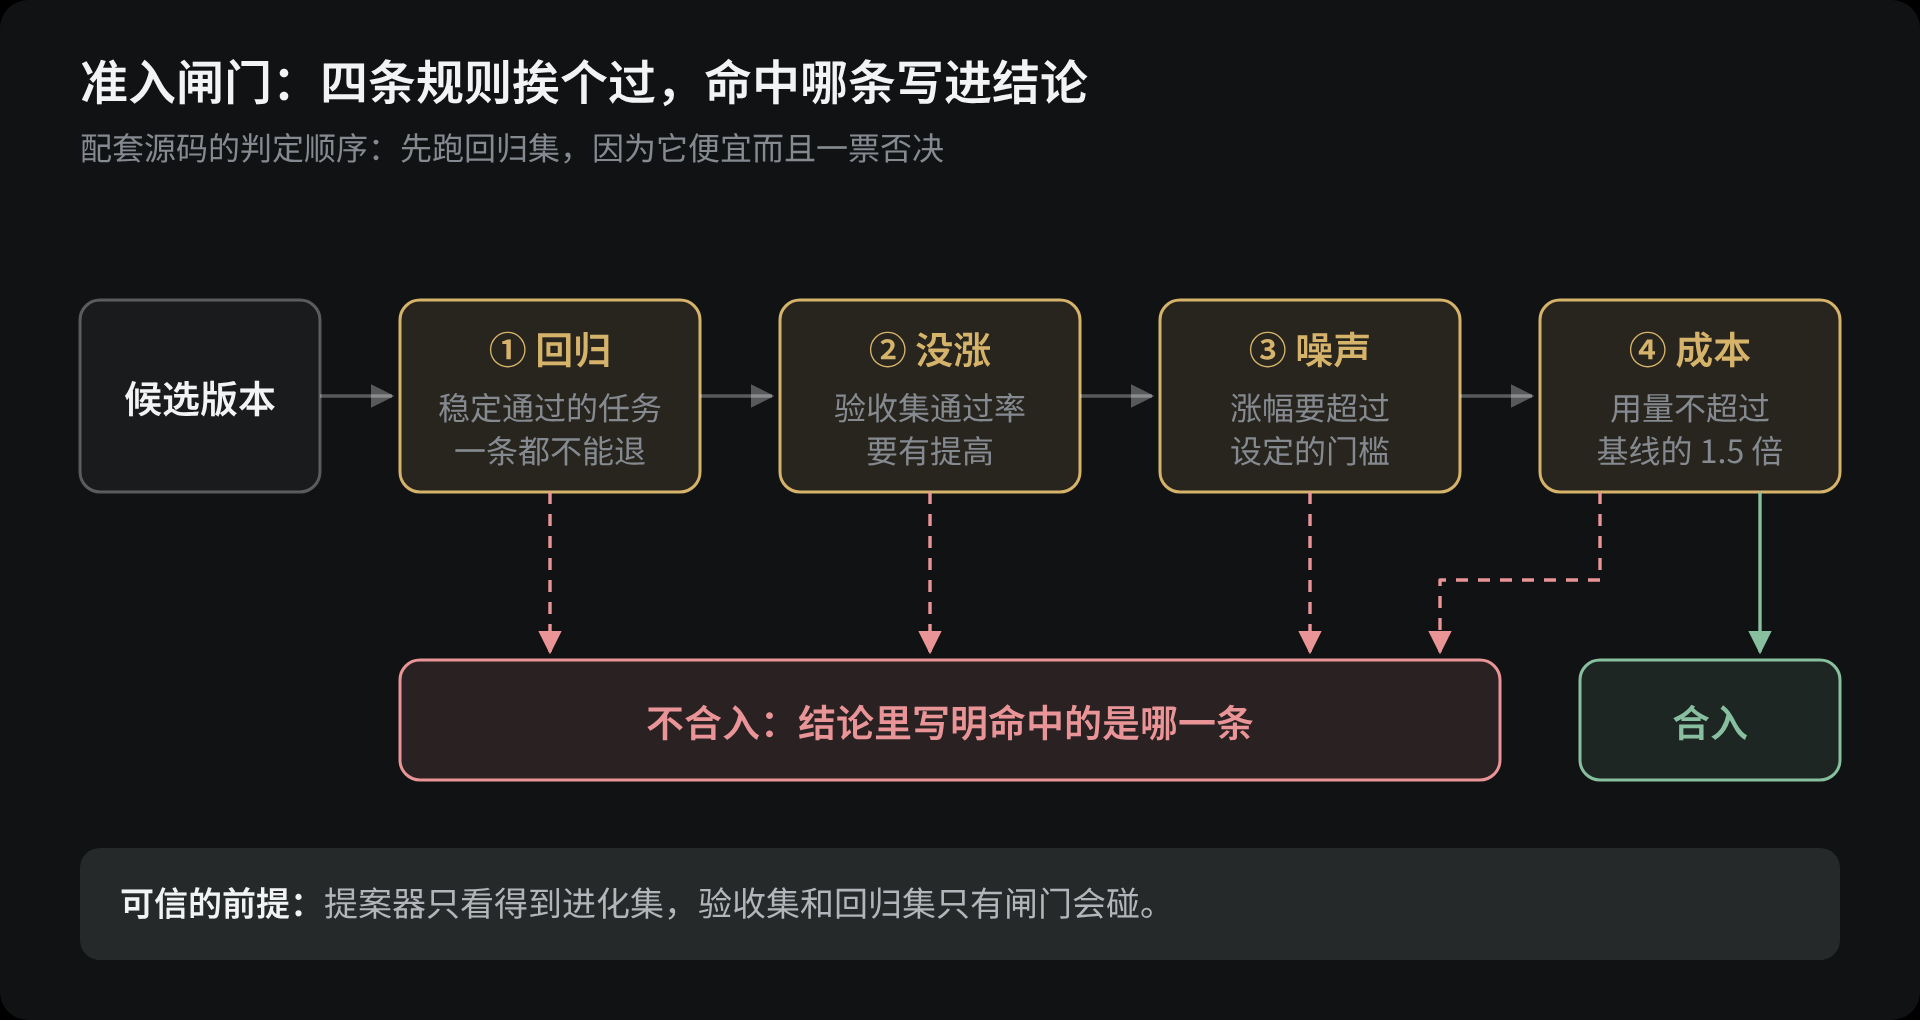 准入闸门：四条规则挨个过，命中哪条写进结论
配套源码的判定顺序：先跑回归集，因为它便宜而且一票否决
候选版本
① 回归
稳定通过的任务
一条都不能退
② 没涨
验收集通过率
要有提高
③ 噪声
涨幅要超过
设定的门槛
④ 成本
用量不超过
基线的 1.5 倍
不合入：结论里写明命中的是哪一条
合入
可信的前提：提案器只看得到进化集，验收集和回归集只有闸门会碰。